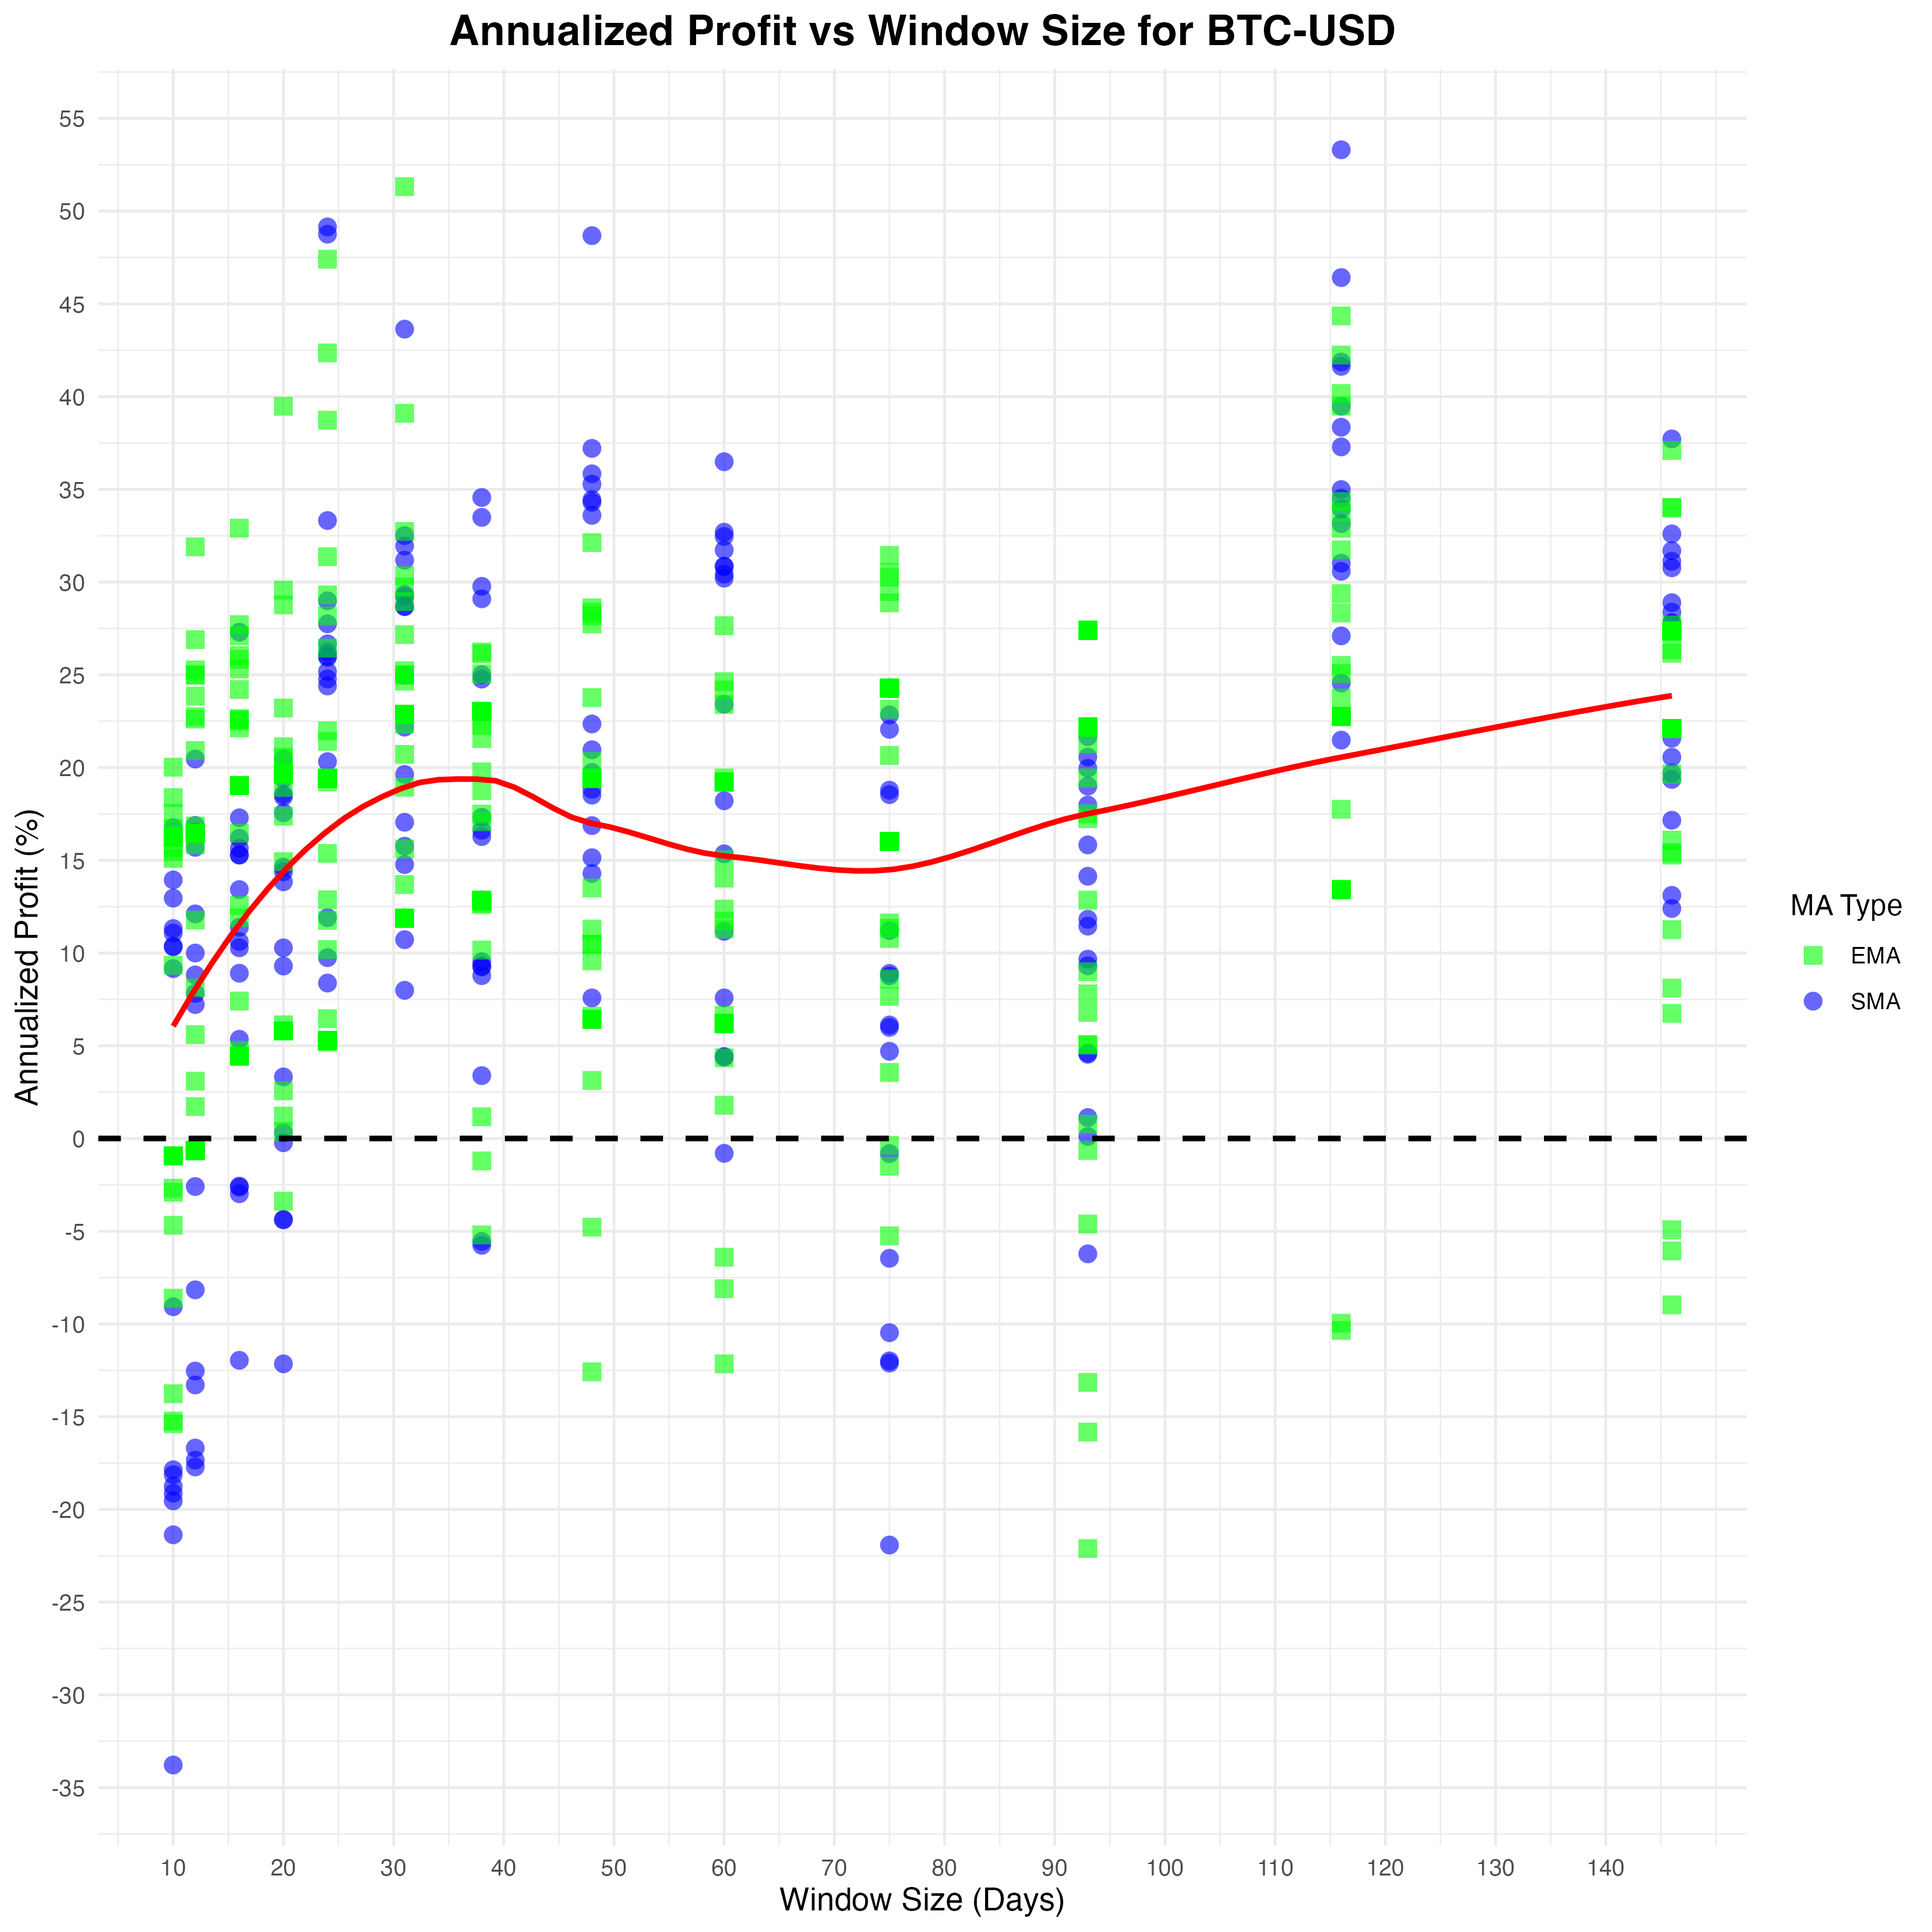 Annualized Profit vs Window Size for BTC-USD
55
50
45
40
35
30
25
20
15
10
5
0
-5
-10
-15
-20
-25
-30
-35
Annualized Profit (%)
10 20 30 40 50 60 70 80 90 100 110 120 130 140
Window Size (Days)
MA Type
EMA
SMA